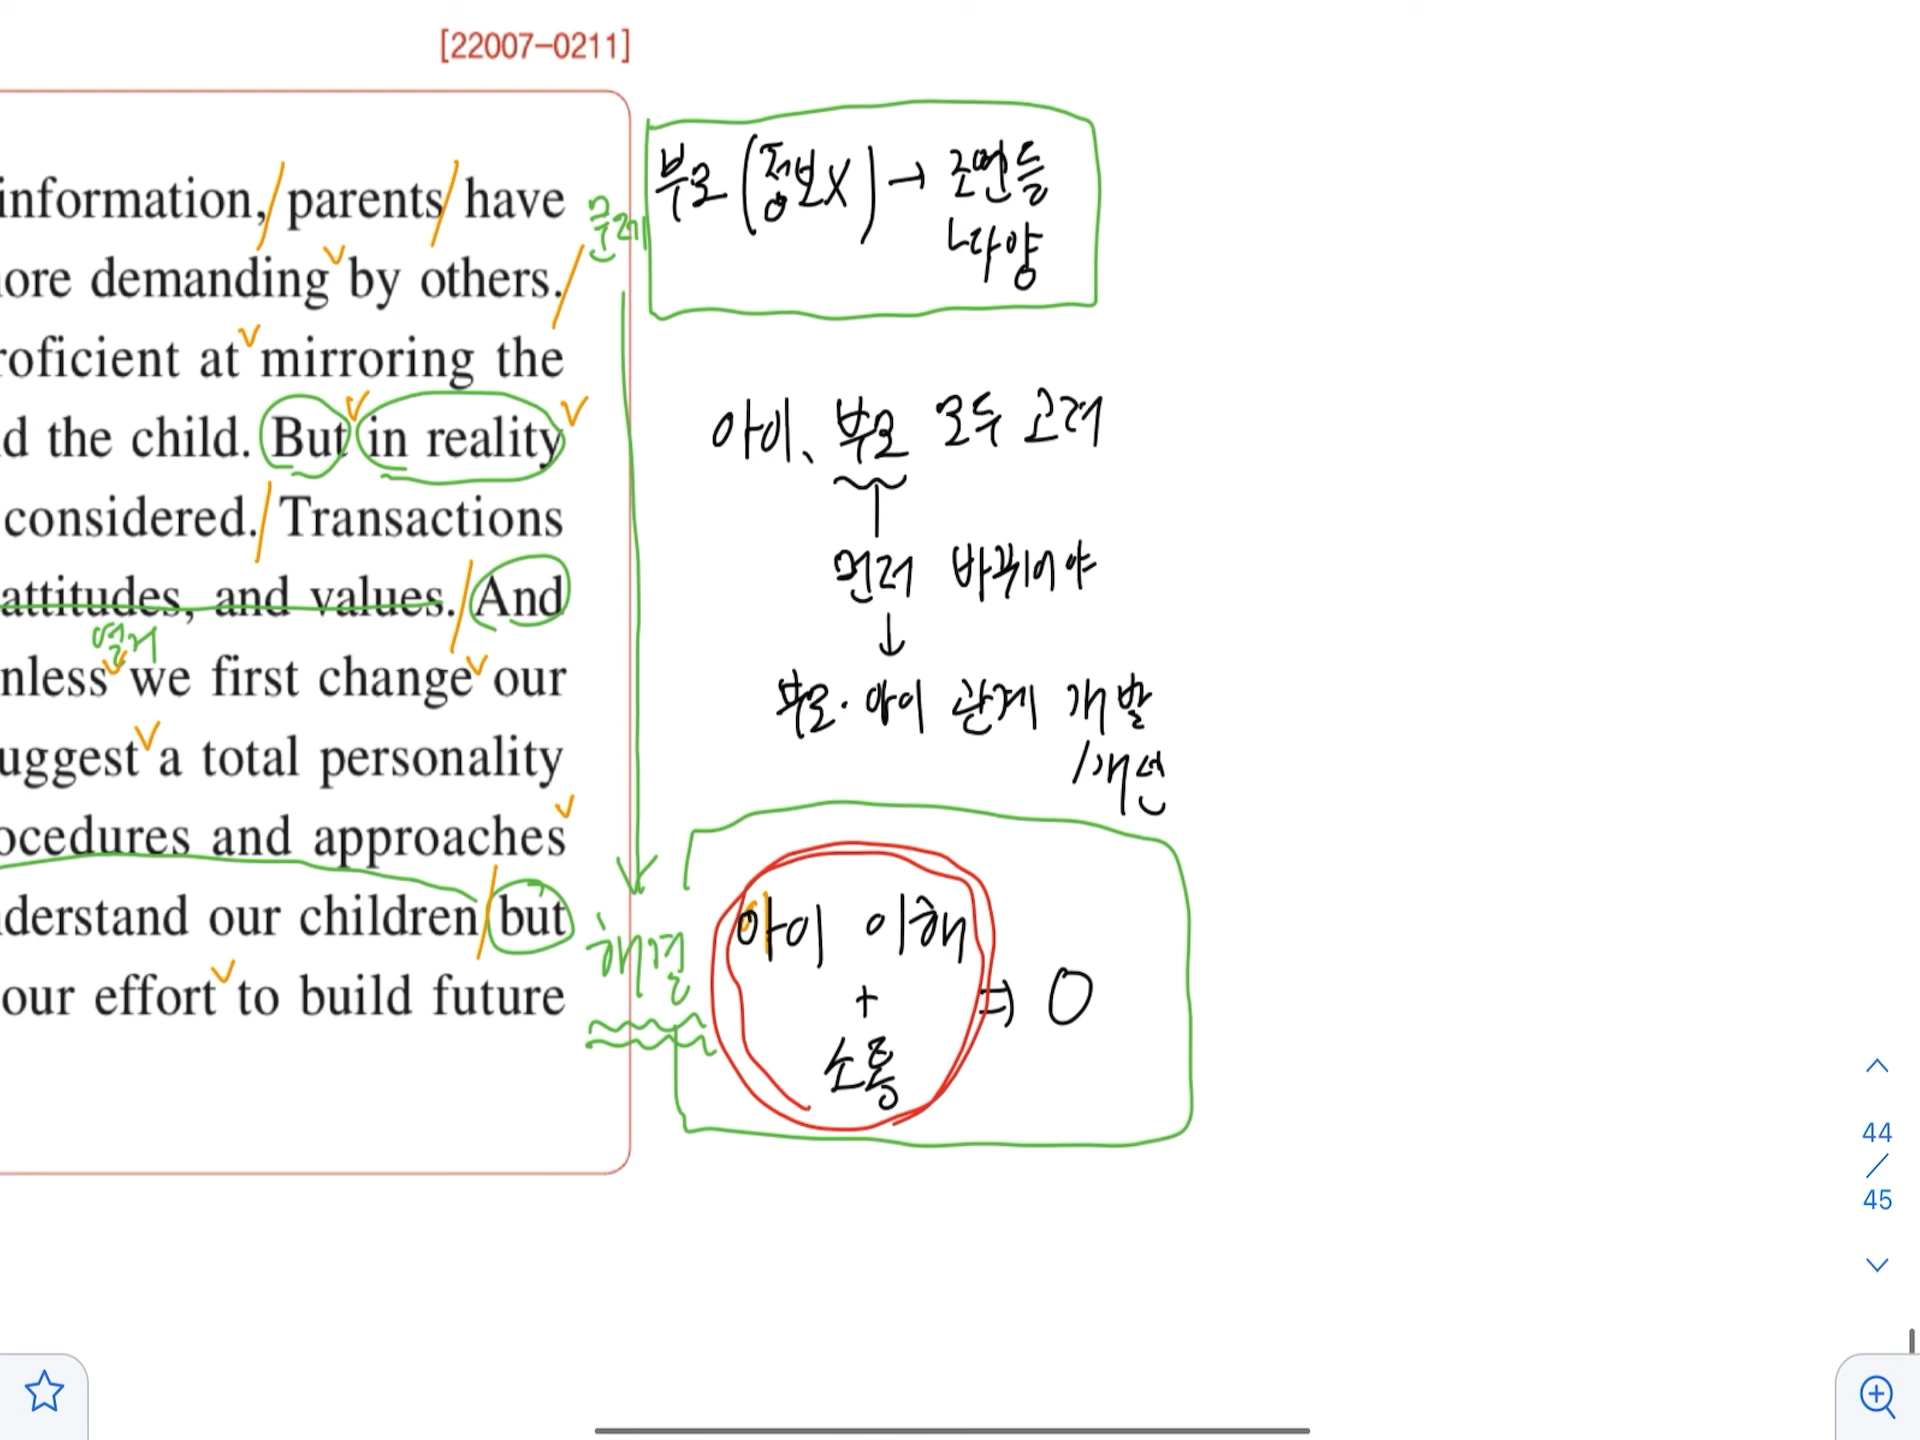 [22007-0211]
information, parents have
ore demanding by others.
roficient at mirroring the
d the child. But in reality
considered. Transactions
attitudes, and values. And
nless we first change our
uggest a total personality
ocedures and approaches
derstand our children but
our effort to build future
문제
열거
해결
부모 (정보X) → 조언들
다양
아이, 부모 모두 고려
먼저 바뀌어야
↓
부모·아이 관계 개발
/개선
아이 이해
+
소통
⇒ O
44
/
45